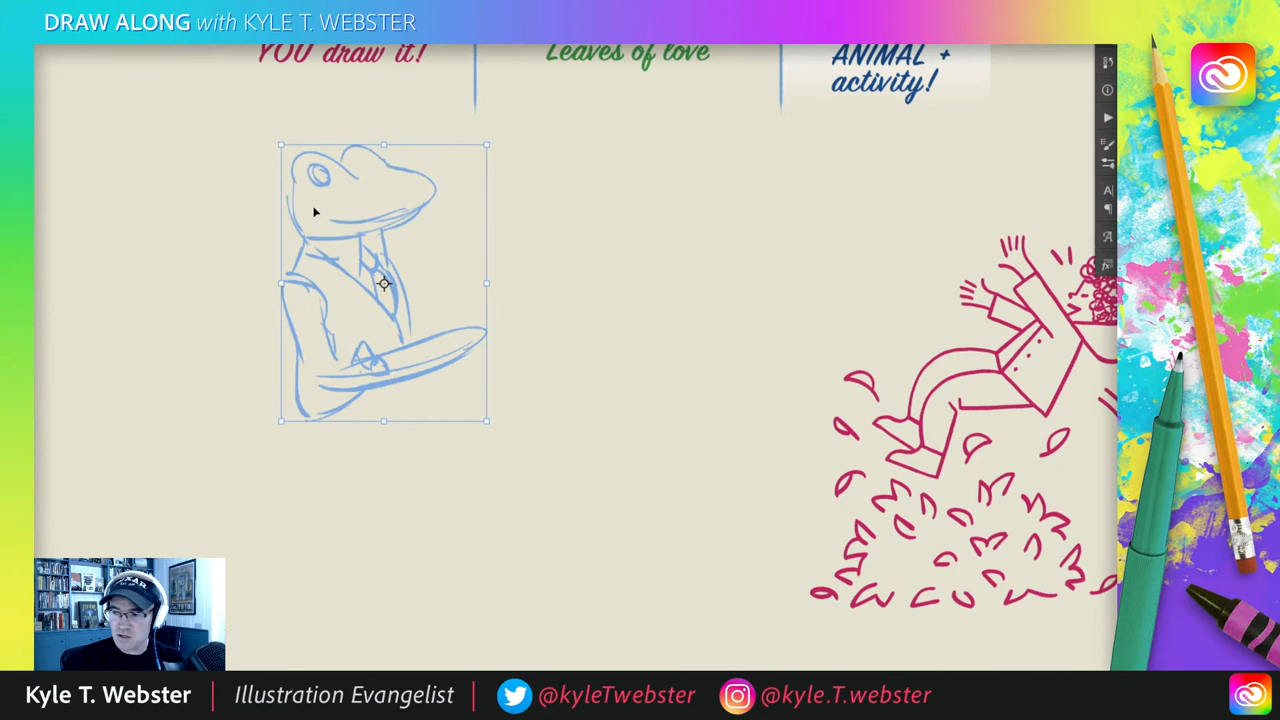 DRAW ALONG with KYLE T. WEBSTER
YOU draw it!
Leaves of love
ANIMAL +
activity!
Kyle T. Webster
Illustration Evangelist
@kyleTwebster
@kyle.T.webster